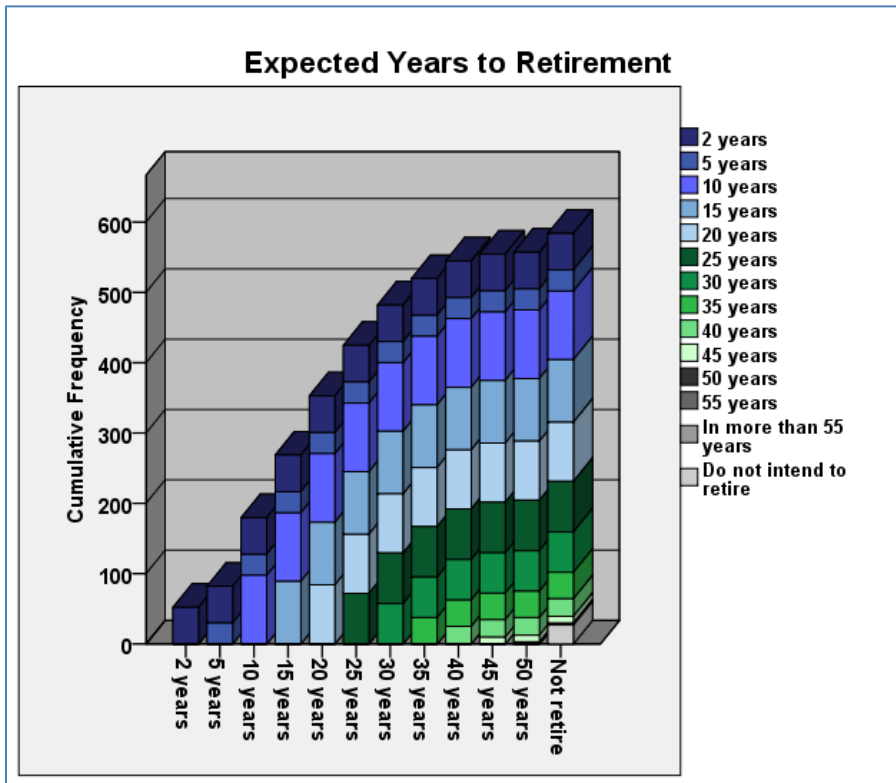 Expected Years to Retirement
Cumulative Frequency
600
500
400
300
200
100
0
2 years
5 years
10 years
15 years
20 years
25 years
30 years
35 years
40 years
45 years
50 years
Not retire
2 years
5 years
10 years
15 years
20 years
25 years
30 years
35 years
40 years
45 years
50 years
55 years
In more than 55
years
Do not intend to
retire